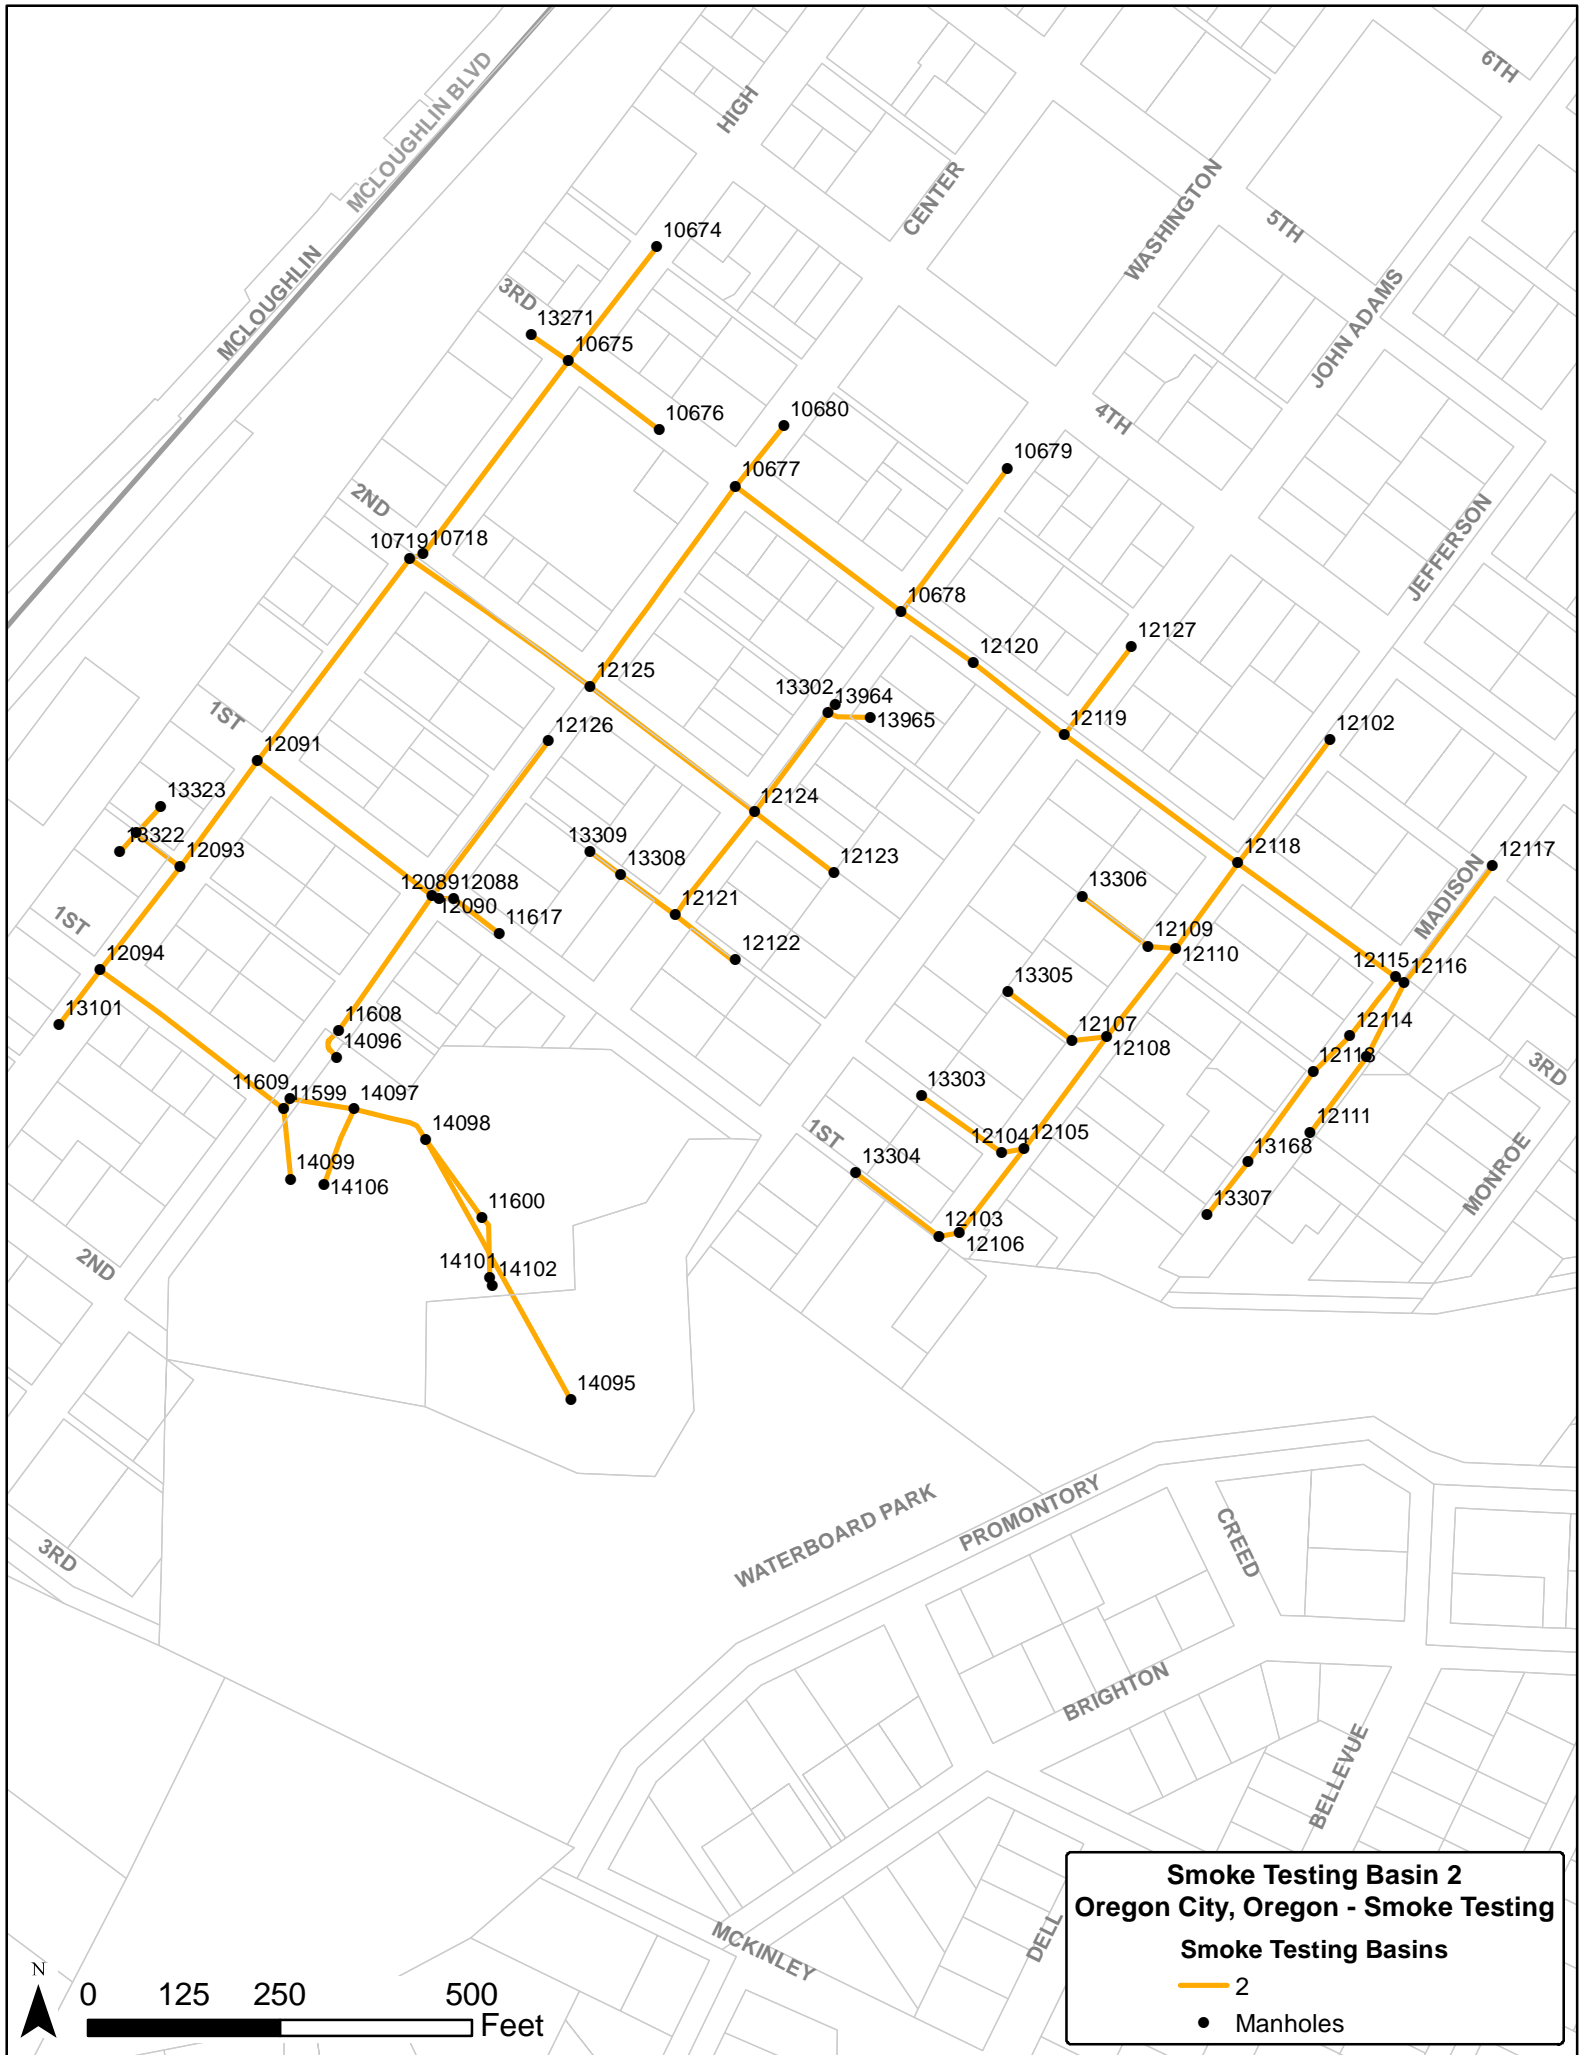 6TH
MCLOUGHLIN BLVD
HIGH
CENTER
WASHINGTON
5TH
10674
MCLOUGHLIN
3RD
JOHN ADAMS
13271
10675
10676
10680
4TH
10679
10677
2ND
JEFFERSON
10719
10718
12120
12127
12125
13302
13964
13965
1ST
12119
12126
12102
12091
13323
12124
13322
12093
13309
13308
12123
12118
12117
12089
12088
12090
11617
12121
13306
MADISON
1ST
12122
12109
12110
12094
12115
12116
13305
13101
11608
14096
12107
12108
12114
12113
3RD
11609
11599
14097
13303
14098
1ST
12111
12104
12105
13168
MONROE
14099
14106
13304
11600
13307
12103
12106
2ND
14101
14102
14095
WATERBOARD PARK
PROMONTORY
CREED
3RD
BRIGHTON
BELLEVUE
MCKINLEY
DELL
Smoke Testing Basin 2
Oregon City, Oregon - Smoke Testing
Smoke Testing Basins
2
Manholes
N
0 125 250 500
Feet